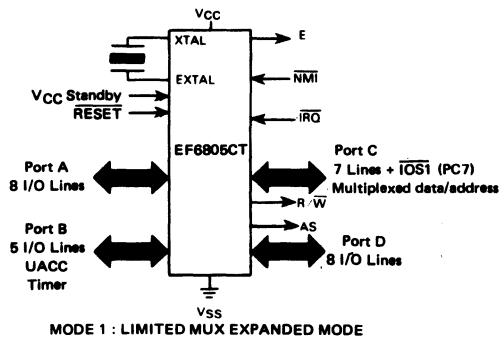 VCC
XTAL
E
EXTAL
NMI
VCC Standby
RESET
IRQ
EF6805CT
Port A
8 I/O Lines
Port C
7 Lines + IOS1 (PC7)
Multiplexed data/address
R/W
AS
Port B
5 I/O Lines
UACC
Timer
Port D
8 I/O Lines
VSS
MODE 1 : LIMITED MUX EXPANDED MODE